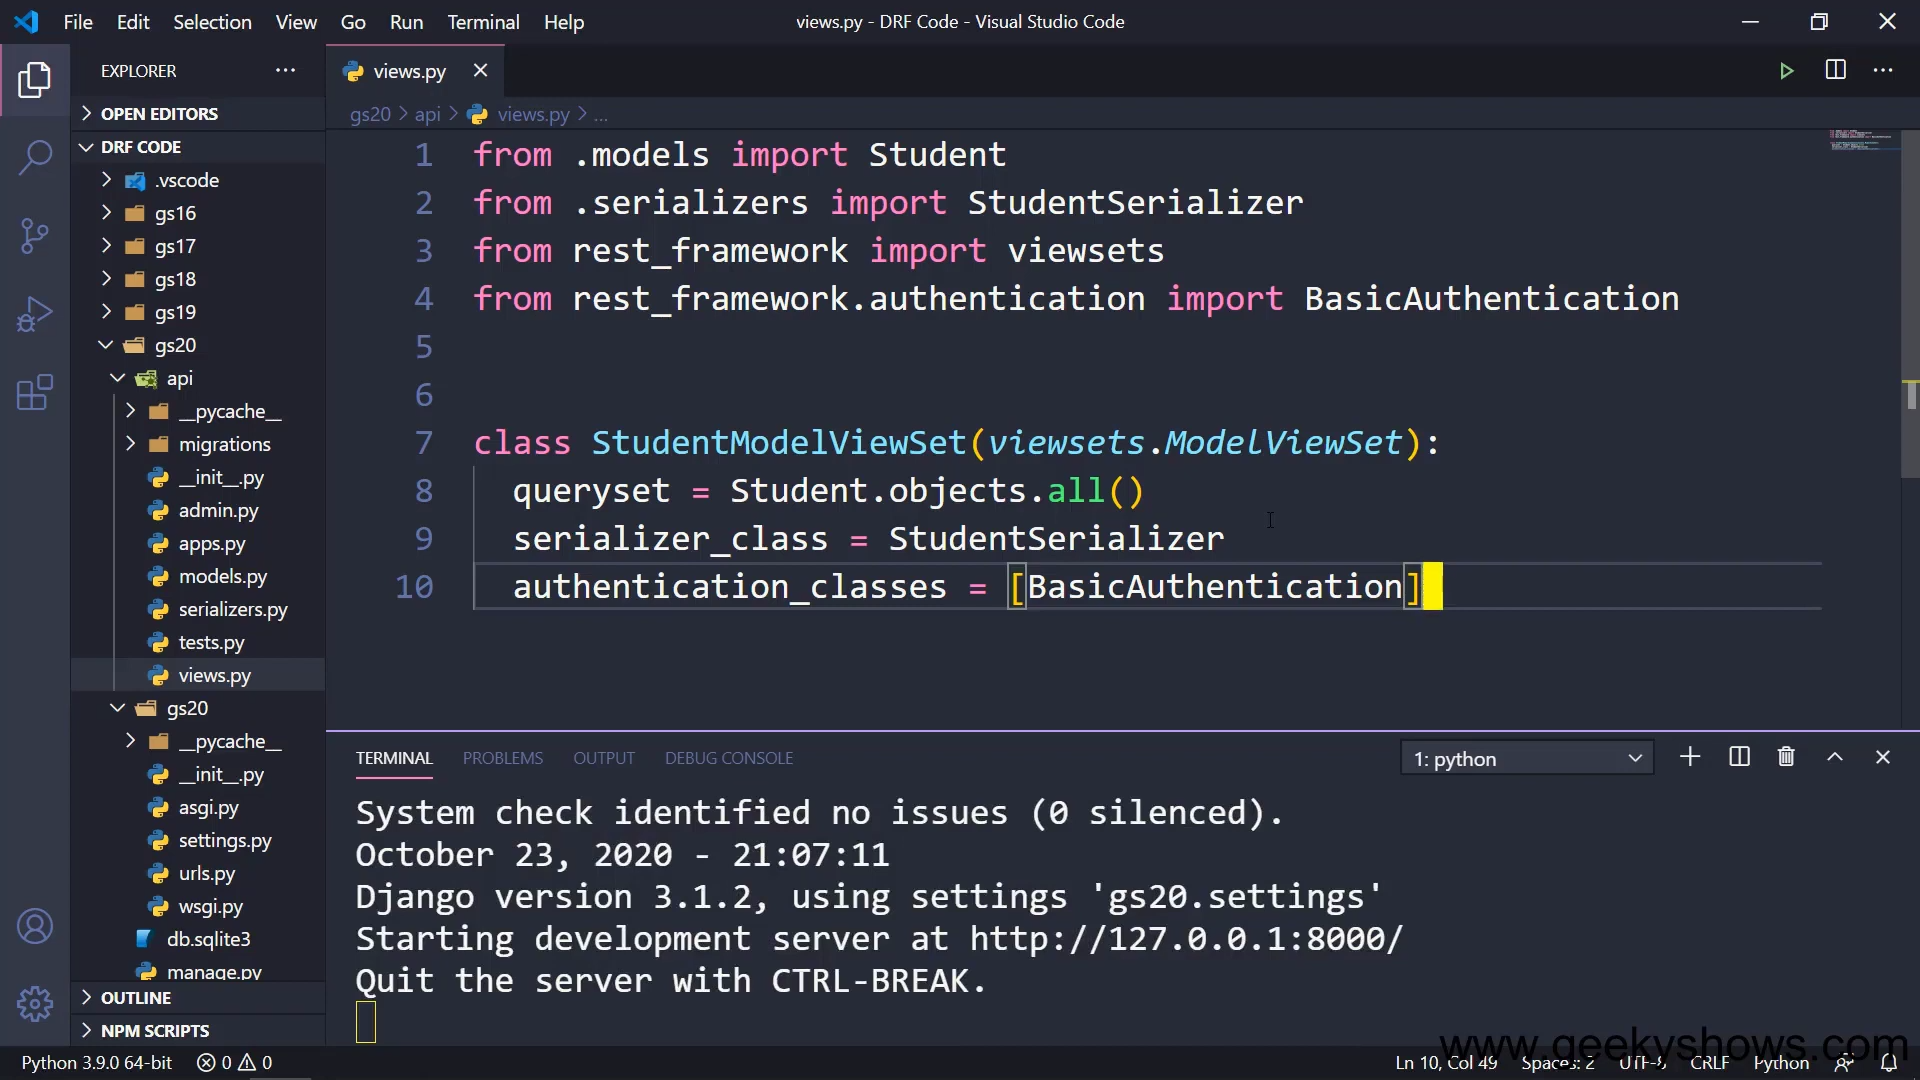 File Edit Selection View Go Run Terminal Help
views.py - DRF Code - Visual Studio Code
EXPLORER
OPEN EDITORS
DRF CODE
.vscode
gs16
gs17
gs18
gs19
gs20
api
__pycache__
migrations
__init__.py
admin.py
apps.py
models.py
serializers.py
tests.py
views.py
gs20
__pycache__
__init__.py
asgi.py
settings.py
urls.py
wsgi.py
db.sqlite3
manage.py
OUTLINE
NPM SCRIPTS
views.py
gs20 > api > views.py > ...
1 from .models import Student
2 from .serializers import StudentSerializer
3 from rest_framework import viewsets
4 from rest_framework.authentication import BasicAuthentication
5
6
7 class StudentModelViewSet(viewsets.ModelViewSet):
8 queryset = Student.objects.all()
9 serializer_class = StudentSerializer
10 authentication_classes = [BasicAuthentication]
TERMINAL PROBLEMS OUTPUT DEBUG CONSOLE
1: python
System check identified no issues (0 silenced).
October 23, 2020 - 21:07:11
Django version 3.1.2, using settings 'gs20.settings'
Starting development server at http://127.0.0.1:8000/
Quit the server with CTRL-BREAK.
www.geekyshows.com
Python 3.9.0 64-bit 0 0
Ln 10, Col 49 Spaces: 2 UTF-8 CRLF Python